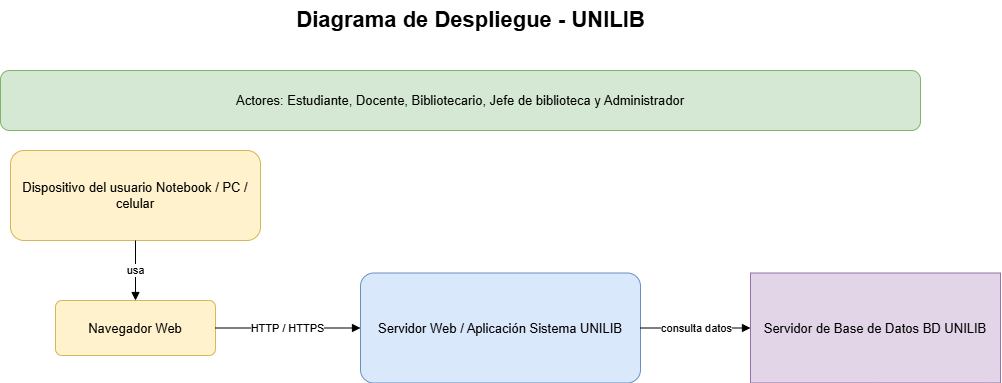 Diagrama de Despliegue - UNILIB
Actores: Estudiante, Docente, Bibliotecario, Jefe de biblioteca y Administrador
Dispositivo del usuario Notebook / PC /
celular
usa
Navegador Web
HTTP / HTTPS
Servidor Web / Aplicación Sistema UNILIB
consulta datos
Servidor de Base de Datos BD UNILIB